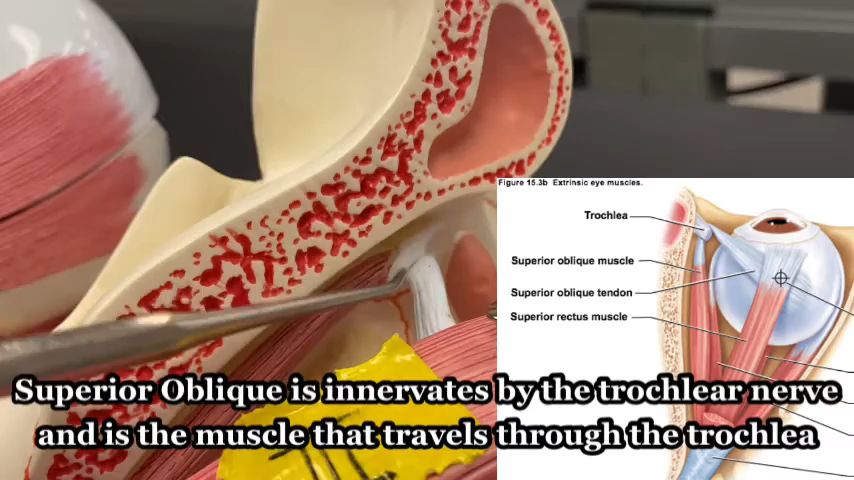 Figure 15.3b Extrinsic eye muscles.
Trochlea
Superior oblique muscle
Superior oblique tendon
Superior rectus muscle
Superior Oblique is innervates by the trochlear nerve
and is the muscle that travels through the trochlea